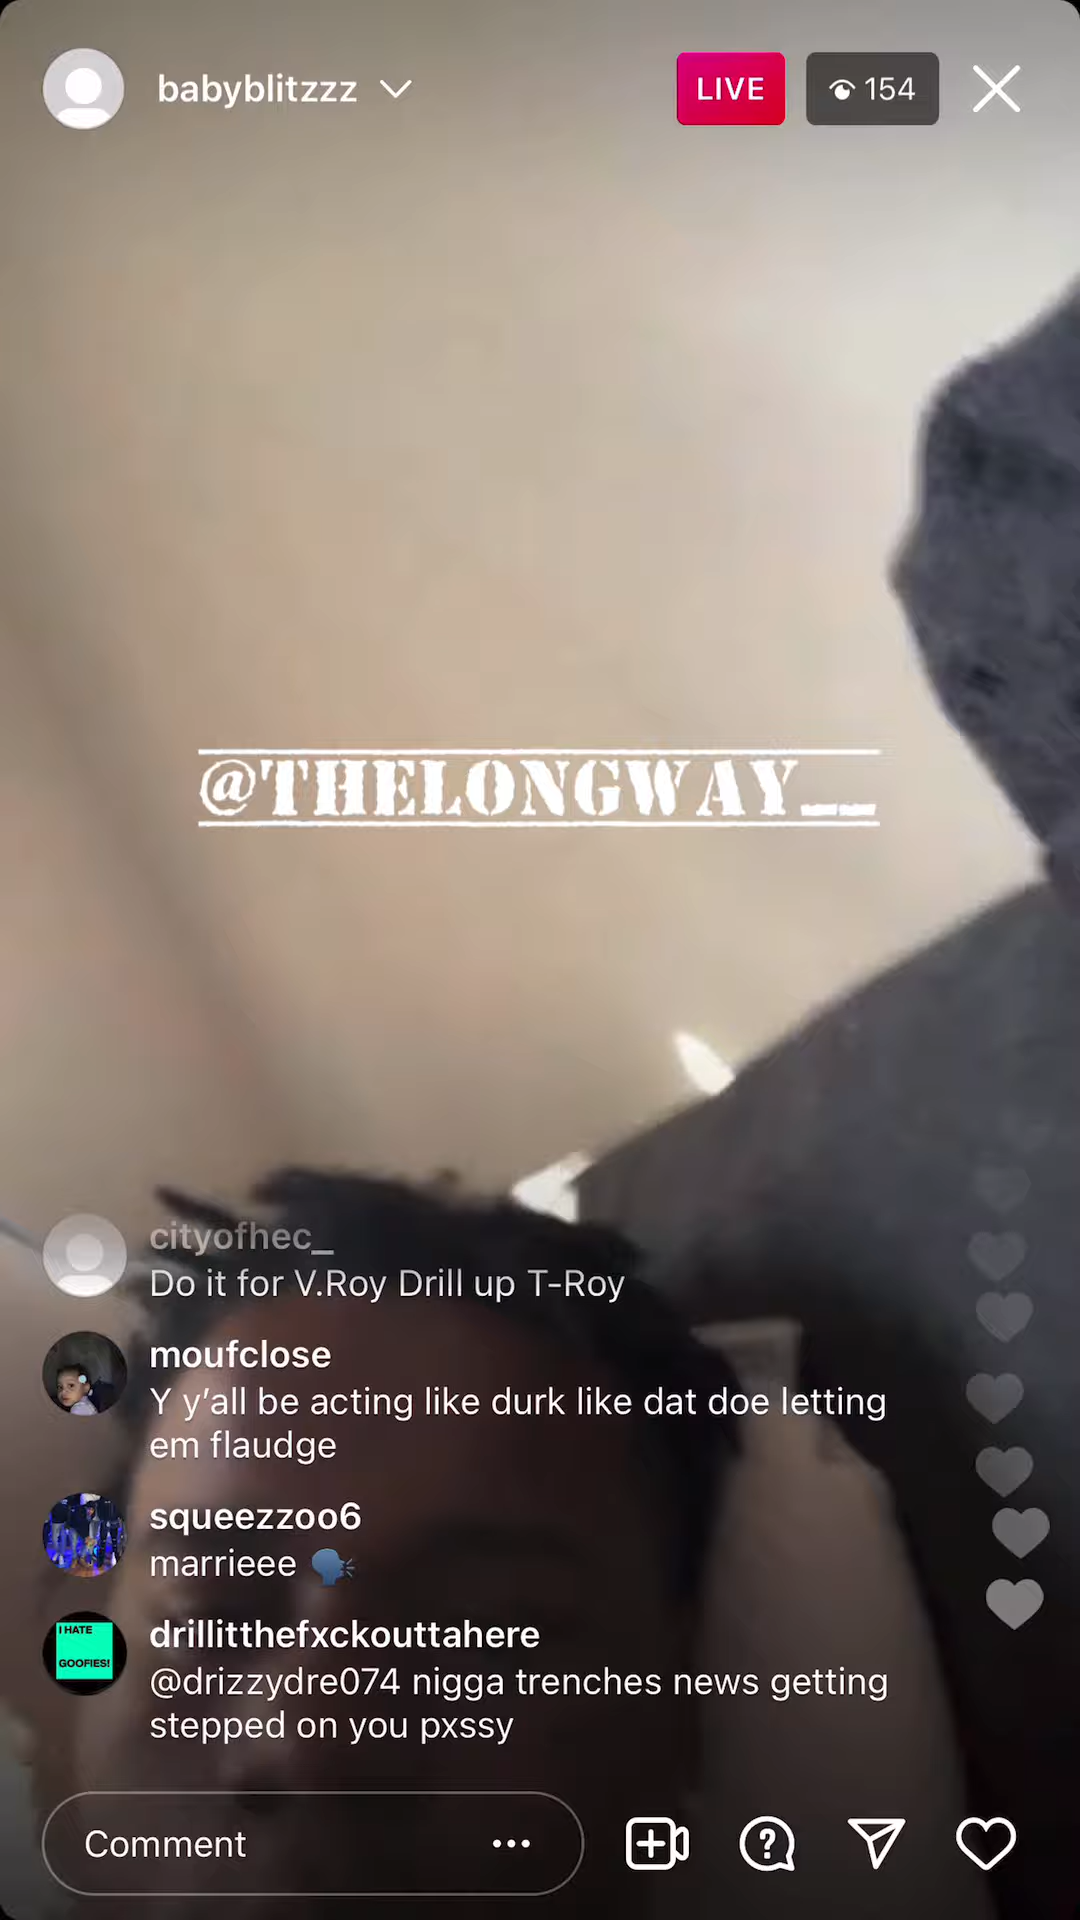 babyblitzzz
LIVE
154
@THELONGWAY__
cityofhec_
Do it for V.Roy Drill up T-Roy
moufclose
Y y’all be acting like durk like dat doe letting
em flaudge
squeezzoo6
marrieee 🗣️
I HATE
GOOFIES!
drillitthefxckouttahere
@drizzydre074 nigga trenches news getting
stepped on you pxssy
Comment